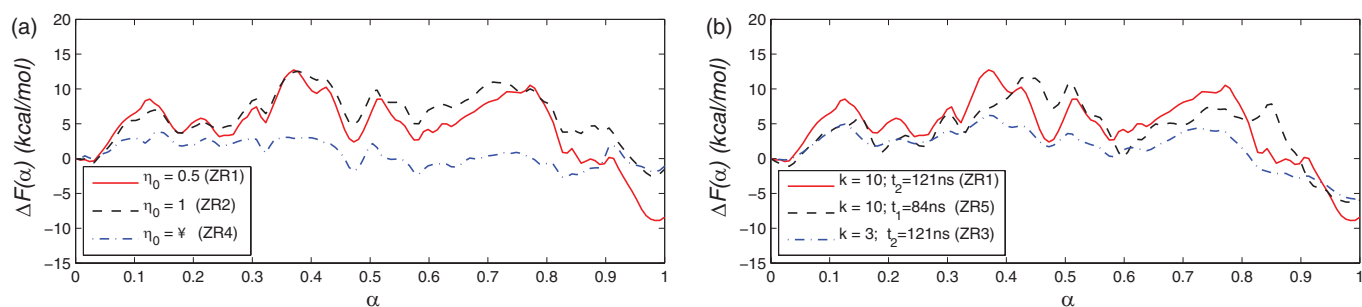 (a)
15
10
5
0
−5
−10
−15
ΔF(α) (kcal/mol)
η0 = 0.5 (ZR1)
η0 = 1 (ZR2)
η0 = ¥ (ZR4)
0 0.1 0.2 0.3 0.4 0.5 0.6 0.7 0.8 0.9 1
α
(b)
15
10
5
0
−5
−10
−15
ΔF(α) (kcal/mol)
k = 10; t2=121ns (ZR1)
k = 10; t1=84ns (ZR5)
k = 3; t2=121ns (ZR3)
0 0.1 0.2 0.3 0.4 0.5 0.6 0.7 0.8 0.9 1
α